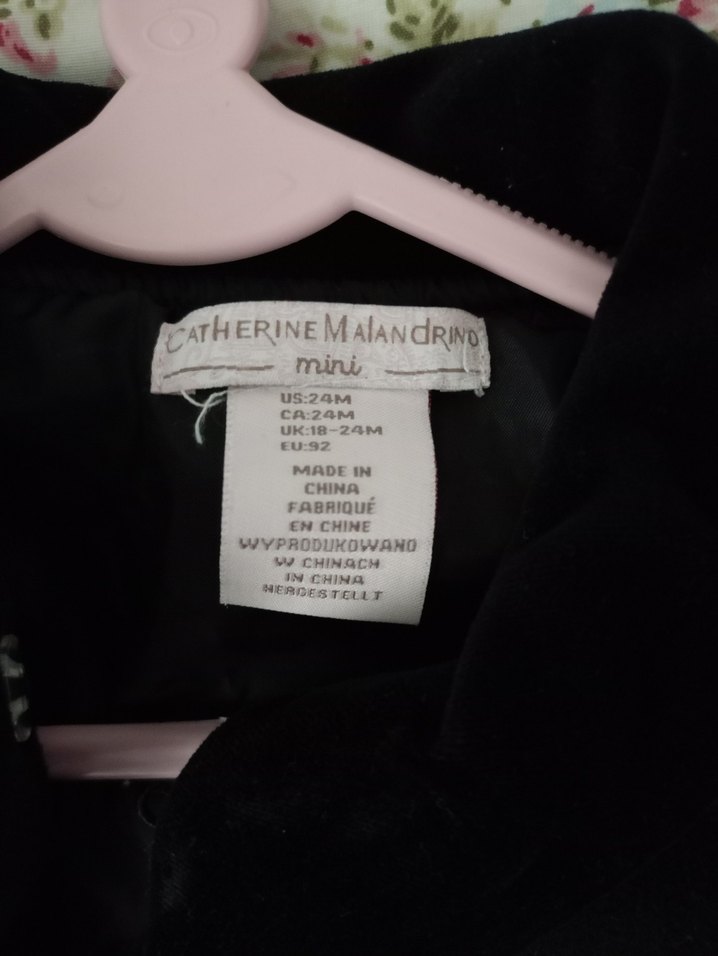 CATHERINE MALANDRINO
mini
US:24M
CA:24M
UK:18-24M
EU:92
MADE IN
CHINA
FABRIQUÉ
EN CHINE
WYPRODUKOWANO
W CHINACH
IN CHINA
HERGESTELLT